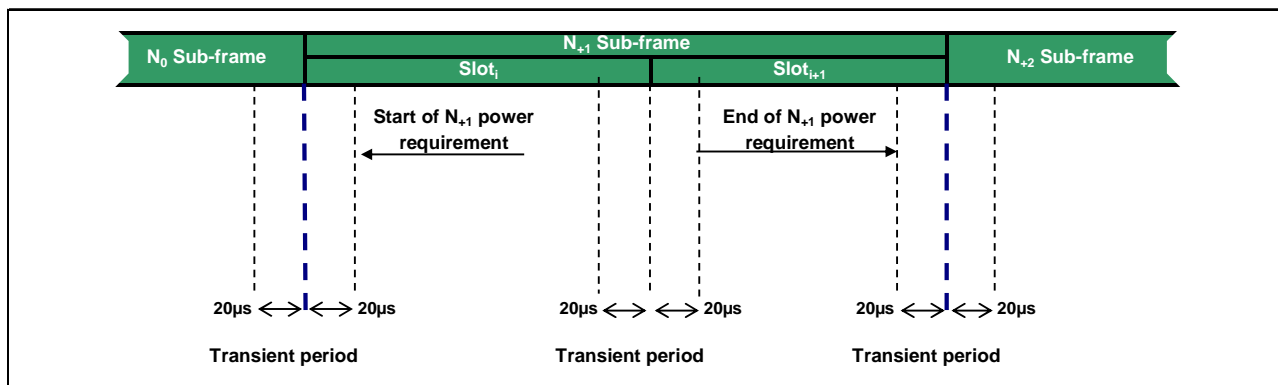 N₀ Sub-frame
N₊₁ Sub-frame
N₊₂ Sub-frame
Slotᵢ
Slotᵢ₊₁
Start of N₊₁ power
requirement
End of N₊₁ power
requirement
20µs
20µs
20µs
20µs
20µs
20µs
Transient period
Transient period
Transient period